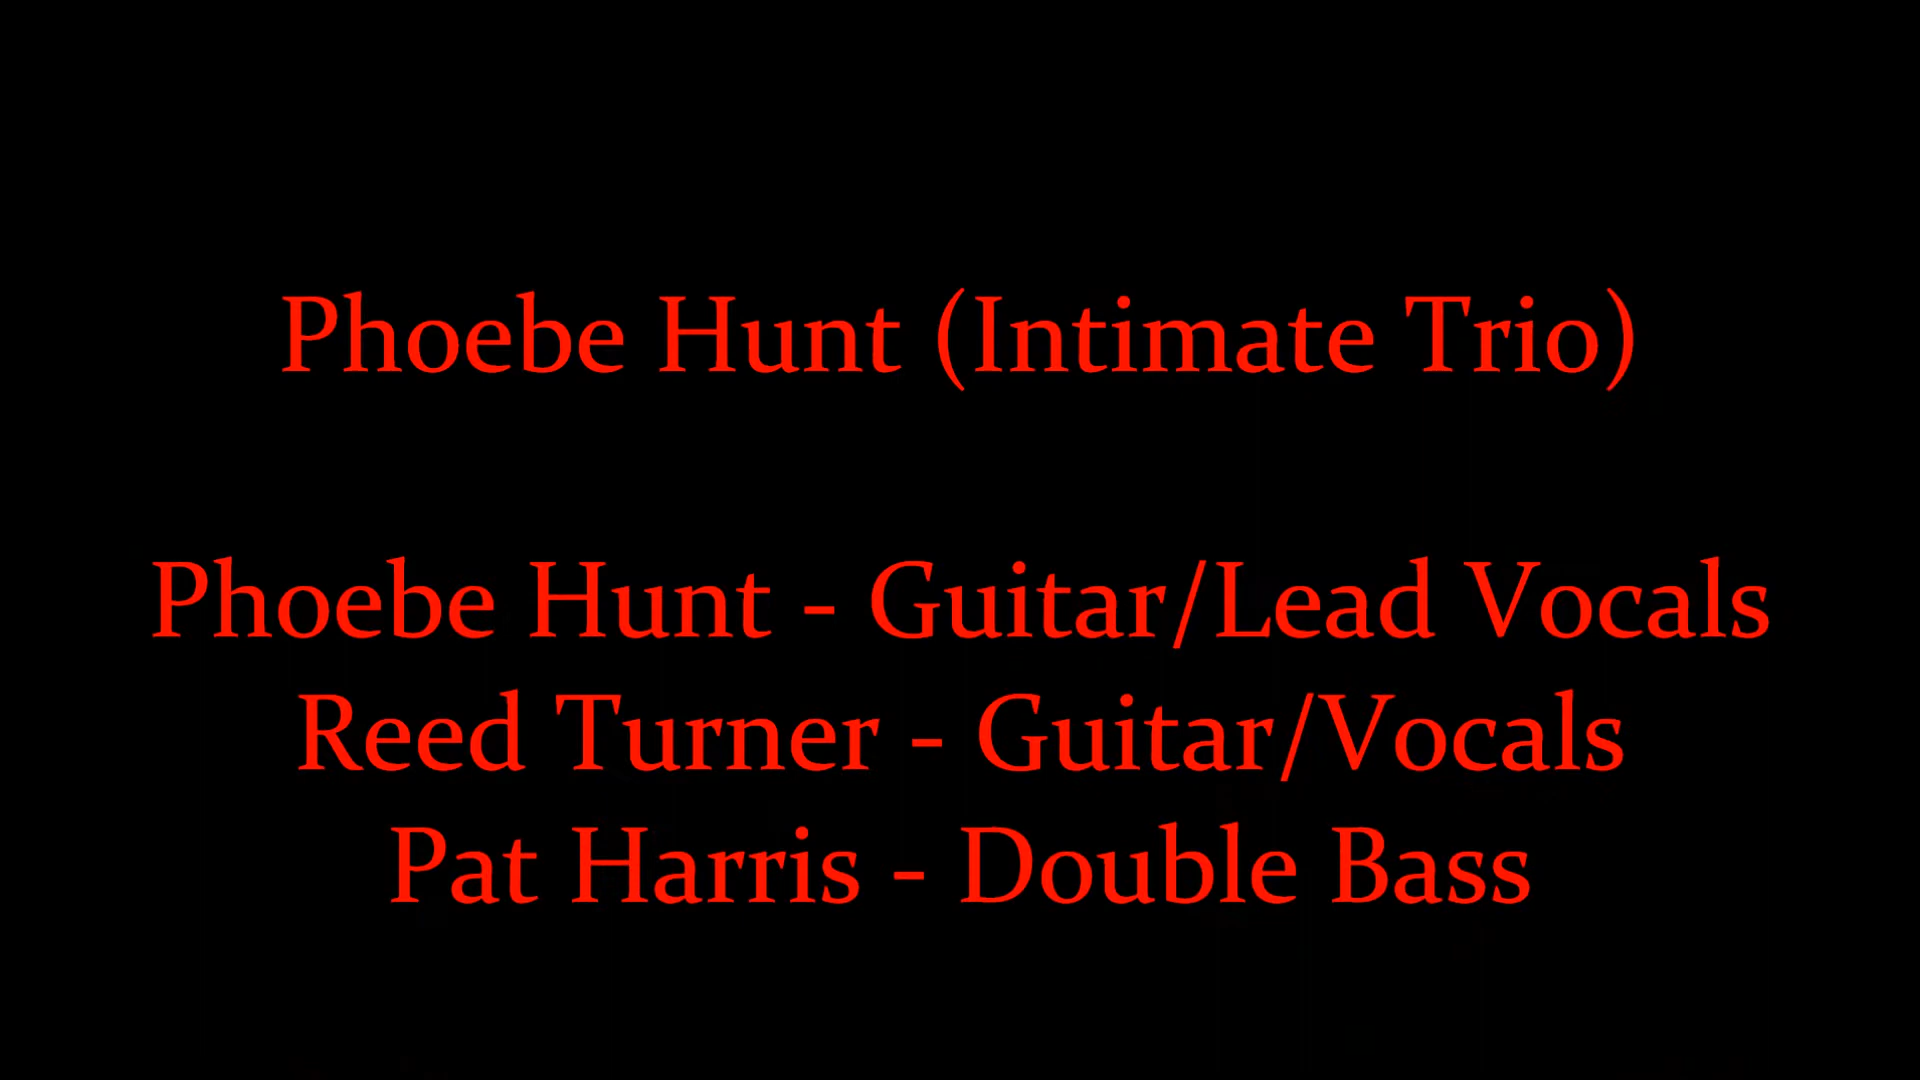 Phoebe Hunt (Intimate Trio)
Phoebe Hunt - Guitar/Lead Vocals
Reed Turner - Guitar/Vocals
Pat Harris - Double Bass